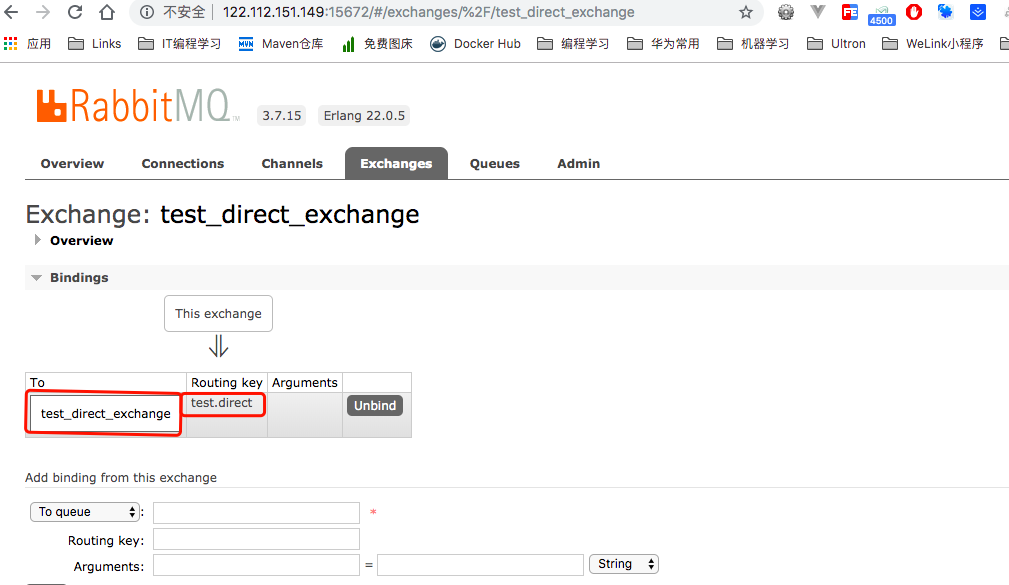 不安全 122.112.151.149:15672/#/exchanges/%2F/test_direct_exchange
4500
应用 Links IT编程学习 Maven仓库 免费图床 Docker Hub 编程学习 华为常用 机器学习 Ultron WeLink小程序
RabbitMQ TM 3.7.15 Erlang 22.0.5
Overview Connections Channels Exchanges Queues Admin
Exchange: test_direct_exchange
Overview
Bindings
This exchange
⇓
To Routing key Arguments
test_direct_exchange test.direct Unbind
Add binding from this exchange
To queue : *
Routing key:
Arguments: = String